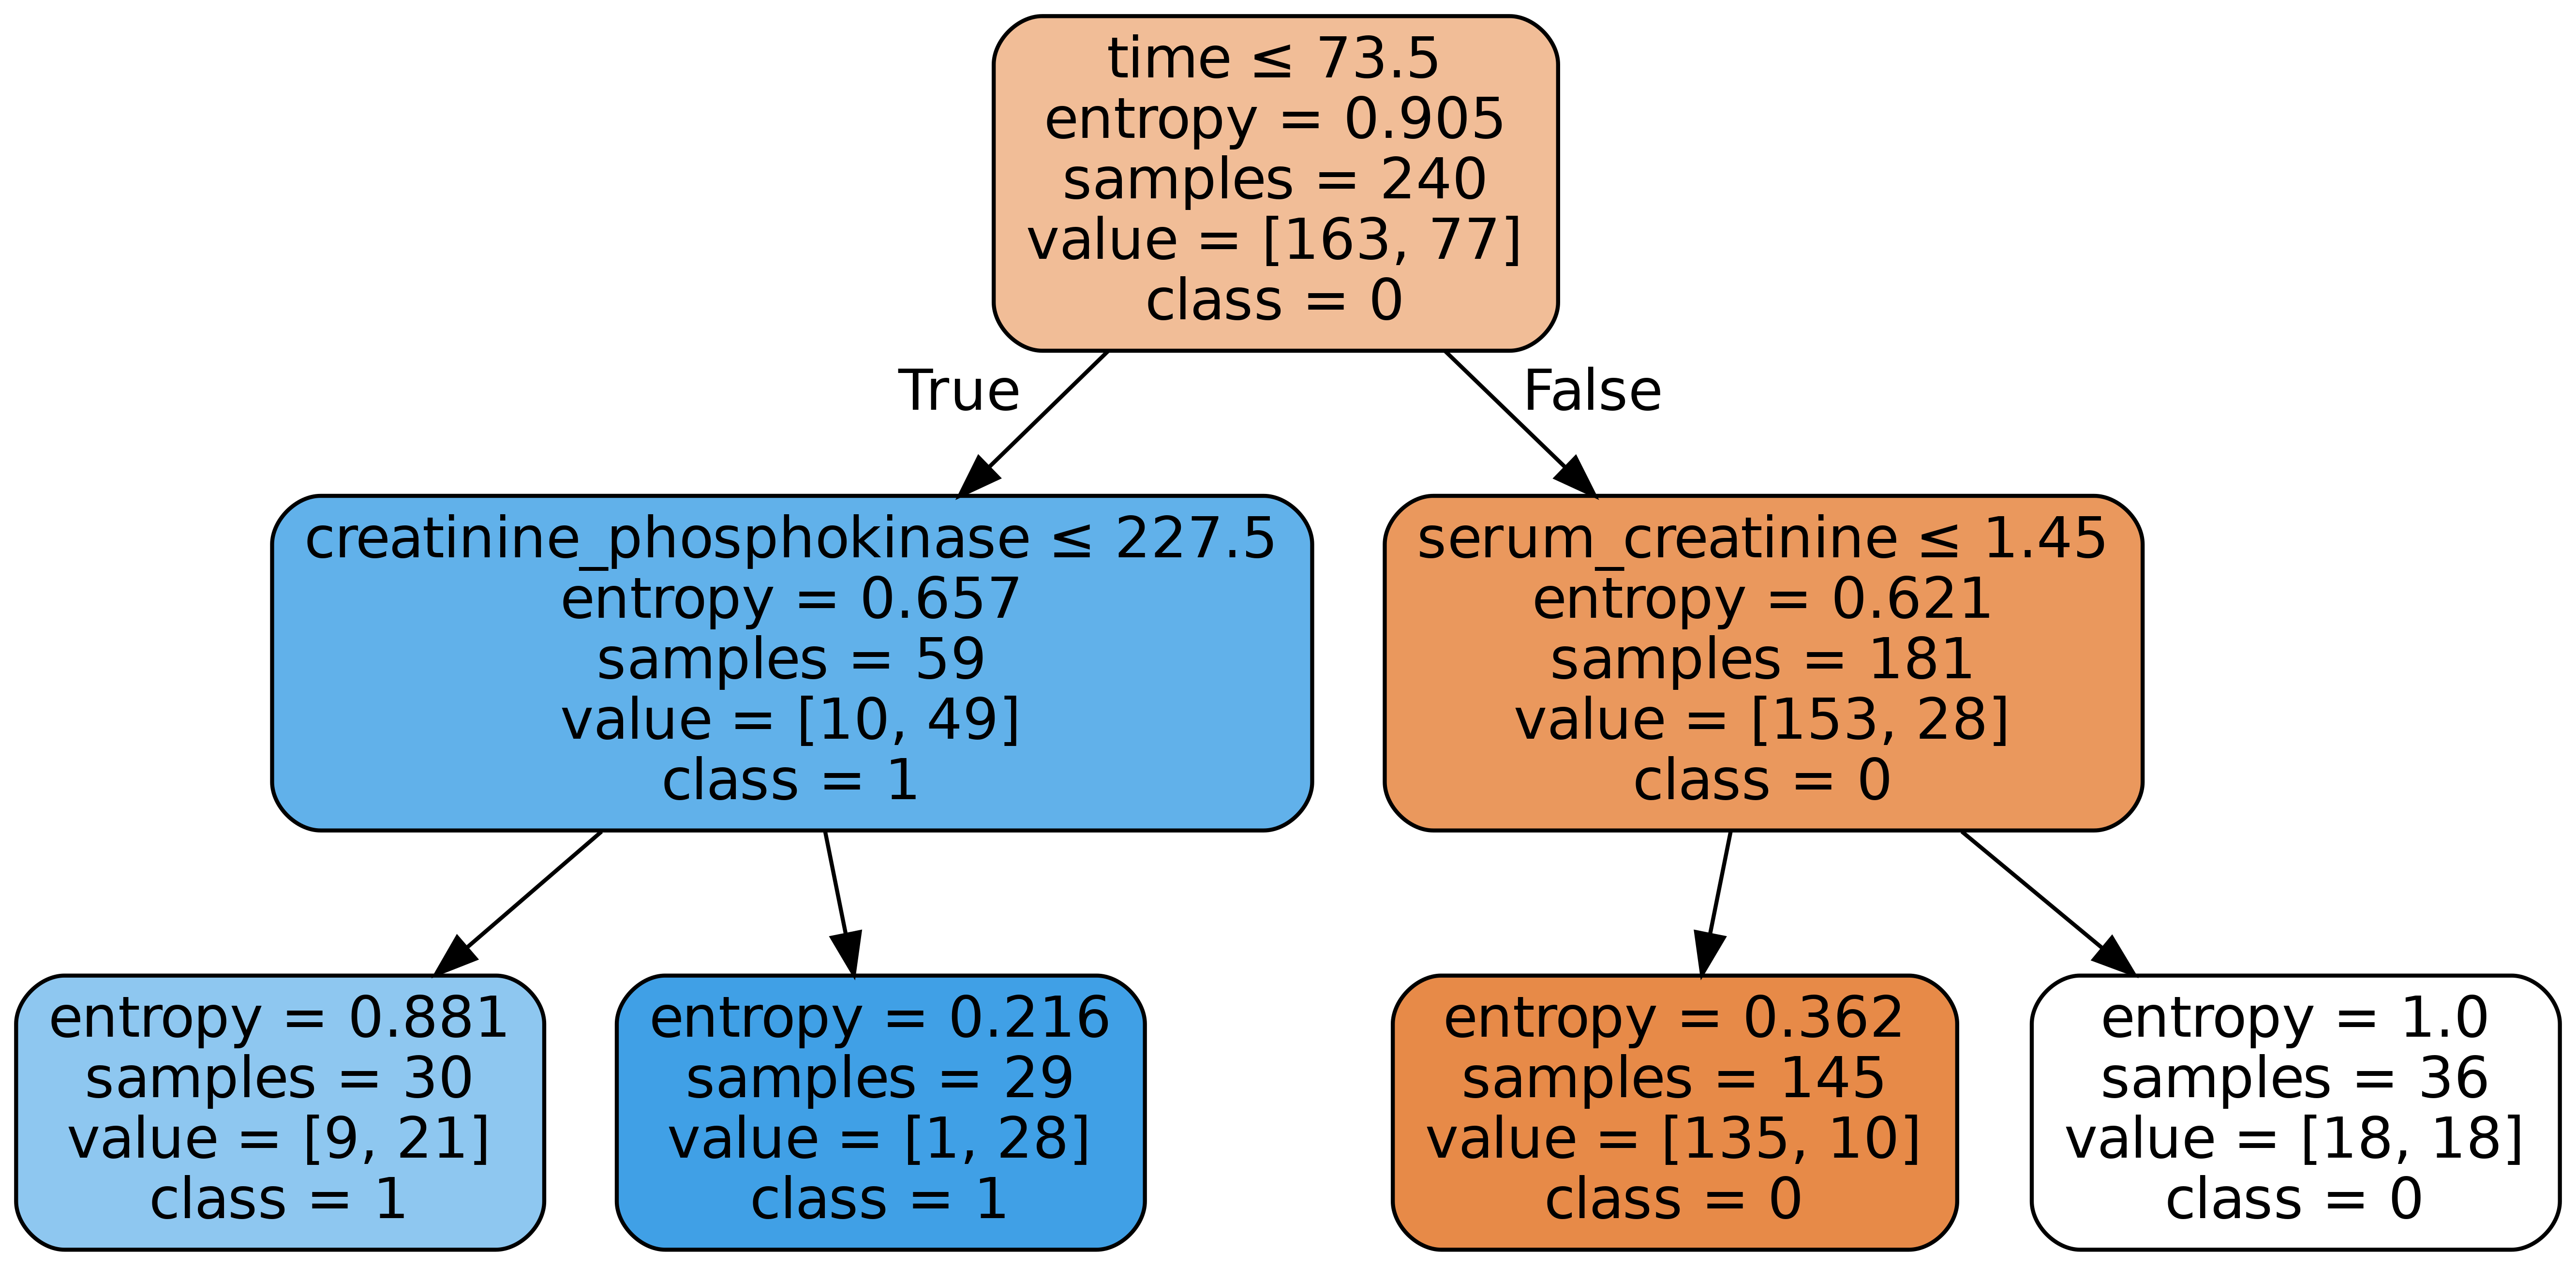 time ≤ 73.5
entropy = 0.905
samples = 240
value = [163, 77]
class = 0
True
False
creatinine_phosphokinase ≤ 227.5
entropy = 0.657
samples = 59
value = [10, 49]
class = 1
serum_creatinine ≤ 1.45
entropy = 0.621
samples = 181
value = [153, 28]
class = 0
entropy = 0.881
samples = 30
value = [9, 21]
class = 1
entropy = 0.216
samples = 29
value = [1, 28]
class = 1
entropy = 0.362
samples = 145
value = [135, 10]
class = 0
entropy = 1.0
samples = 36
value = [18, 18]
class = 0